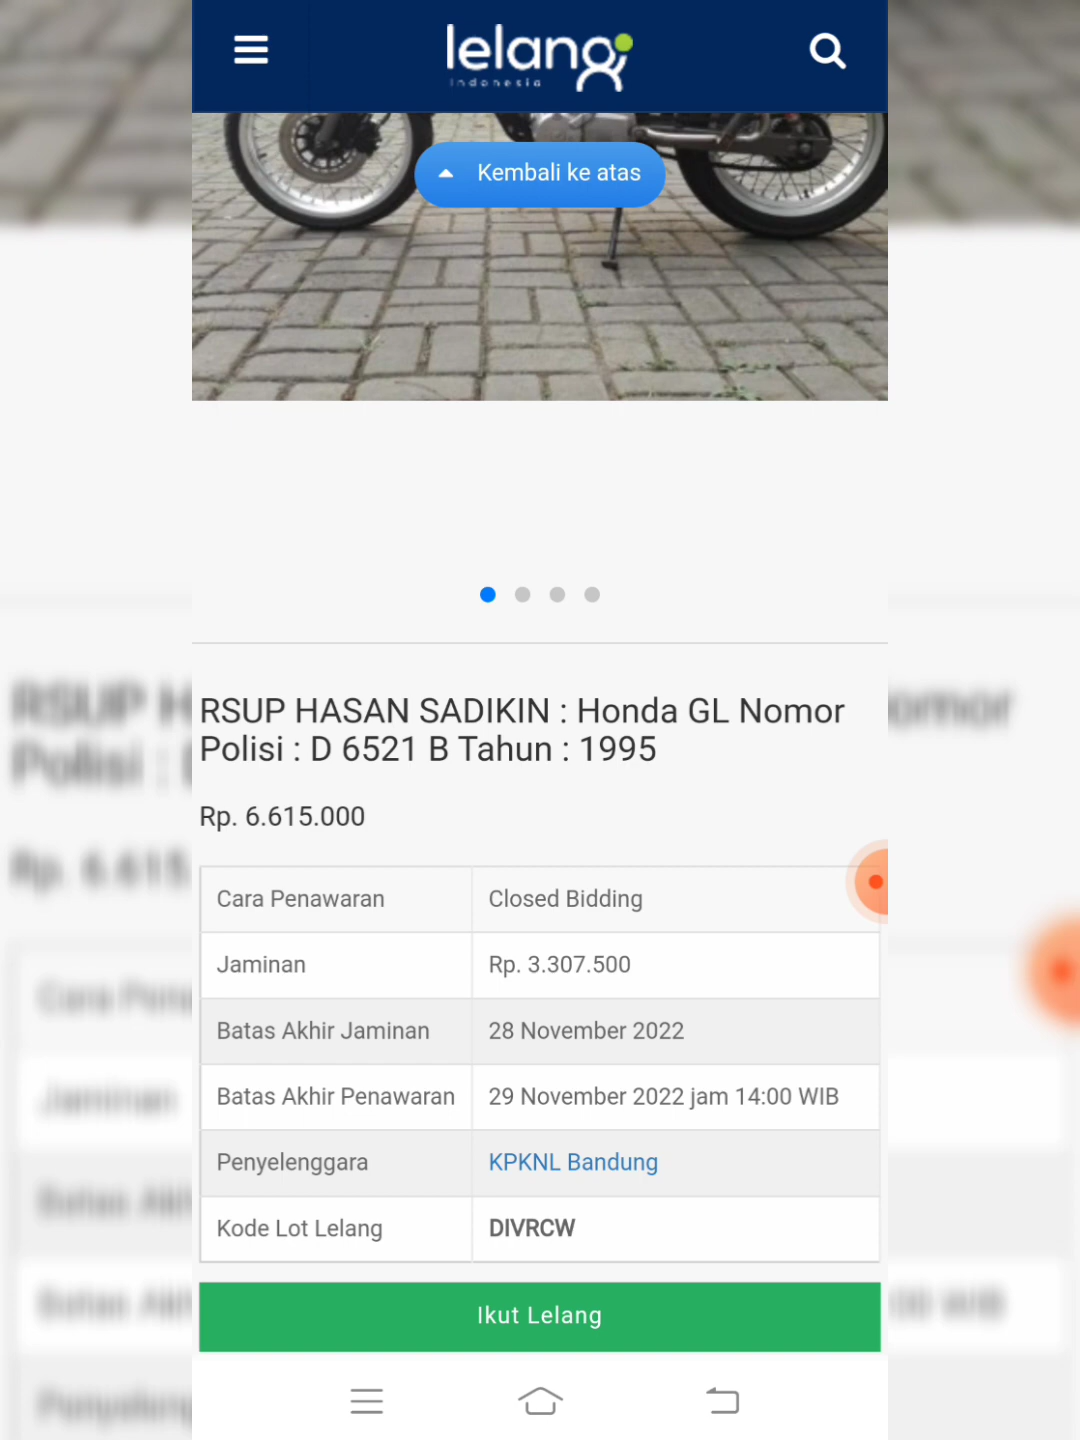 lelang
Indonesia
Kembali ke atas
RSUP HASAN SADIKIN : Honda GL Nomor
Polisi : D 6521 B Tahun : 1995
Rp. 6.615.000
Cara Penawaran Closed Bidding
Jaminan Rp. 3.307.500
Batas Akhir Jaminan 28 November 2022
Batas Akhir Penawaran 29 November 2022 jam 14:00 WIB
Penyelenggara KPKNL Bandung
Kode Lot Lelang DIVRCW
Ikut Lelang